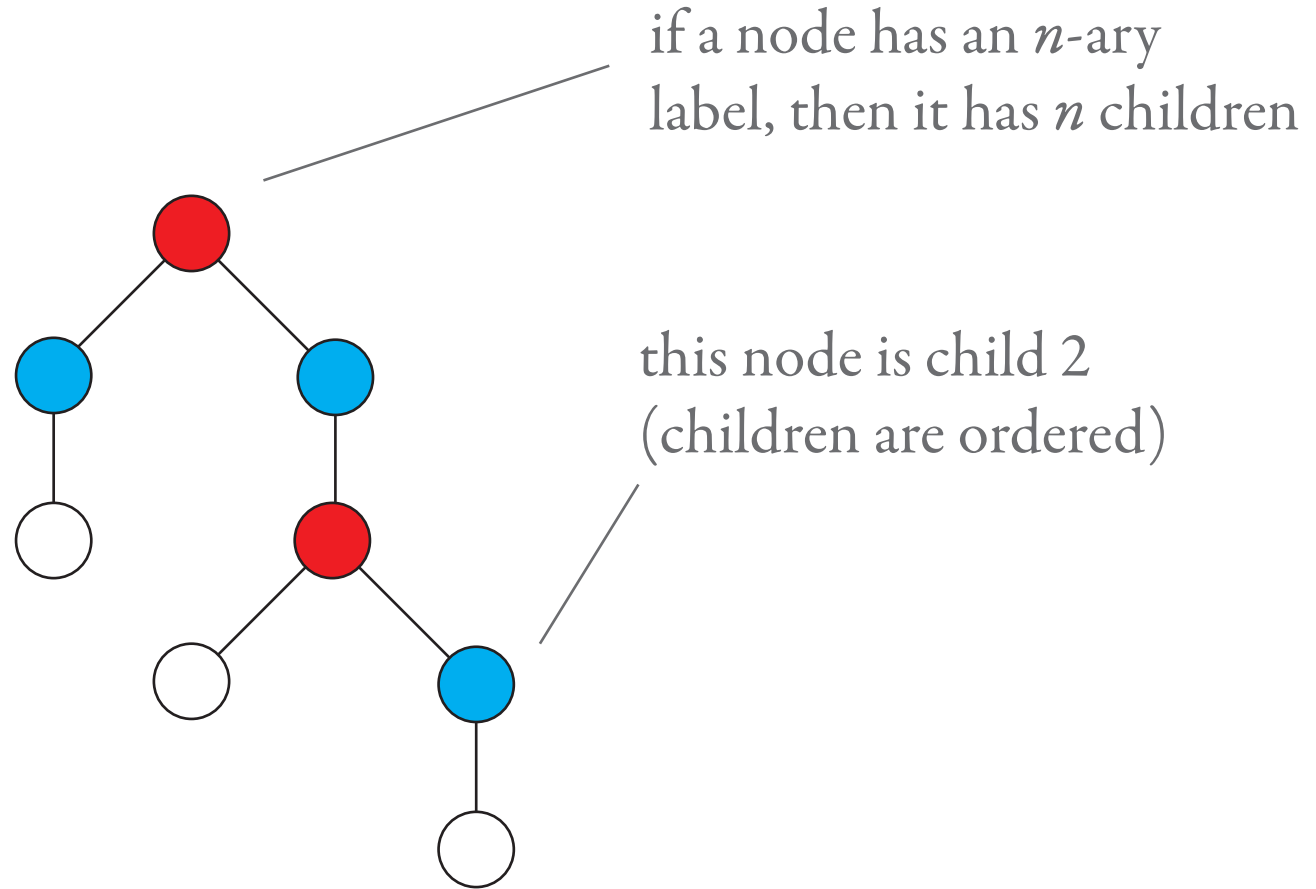 if a node has an n-ary
label, then it has n children
this node is child 2
(children are ordered)